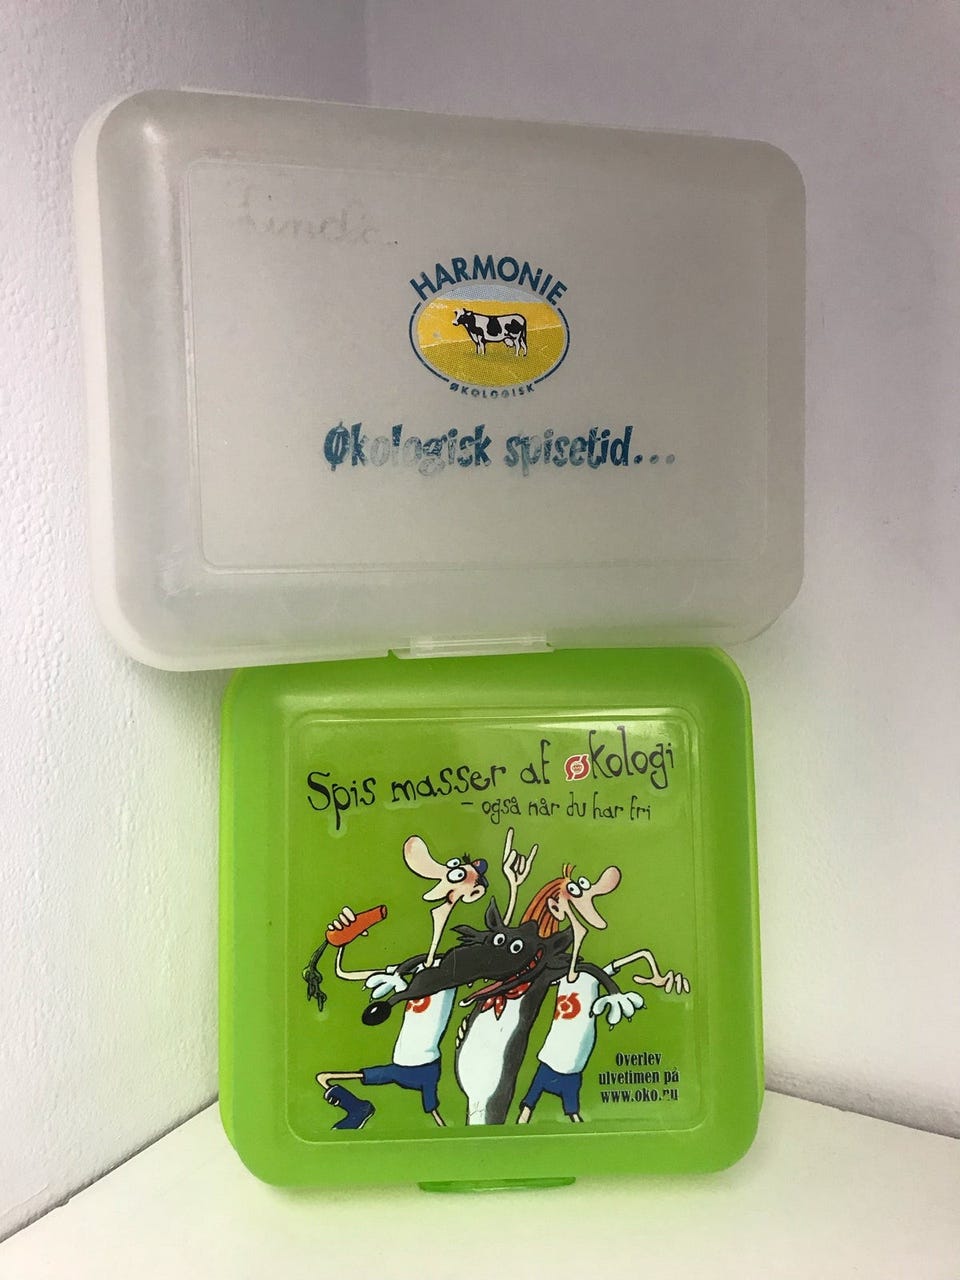 HARMONIE
ØKOLOGISK
Økologisk spisetid...
Spis masser af økologi
- også når du har fri
Overlev
ulvetimen på
www.oko.nu